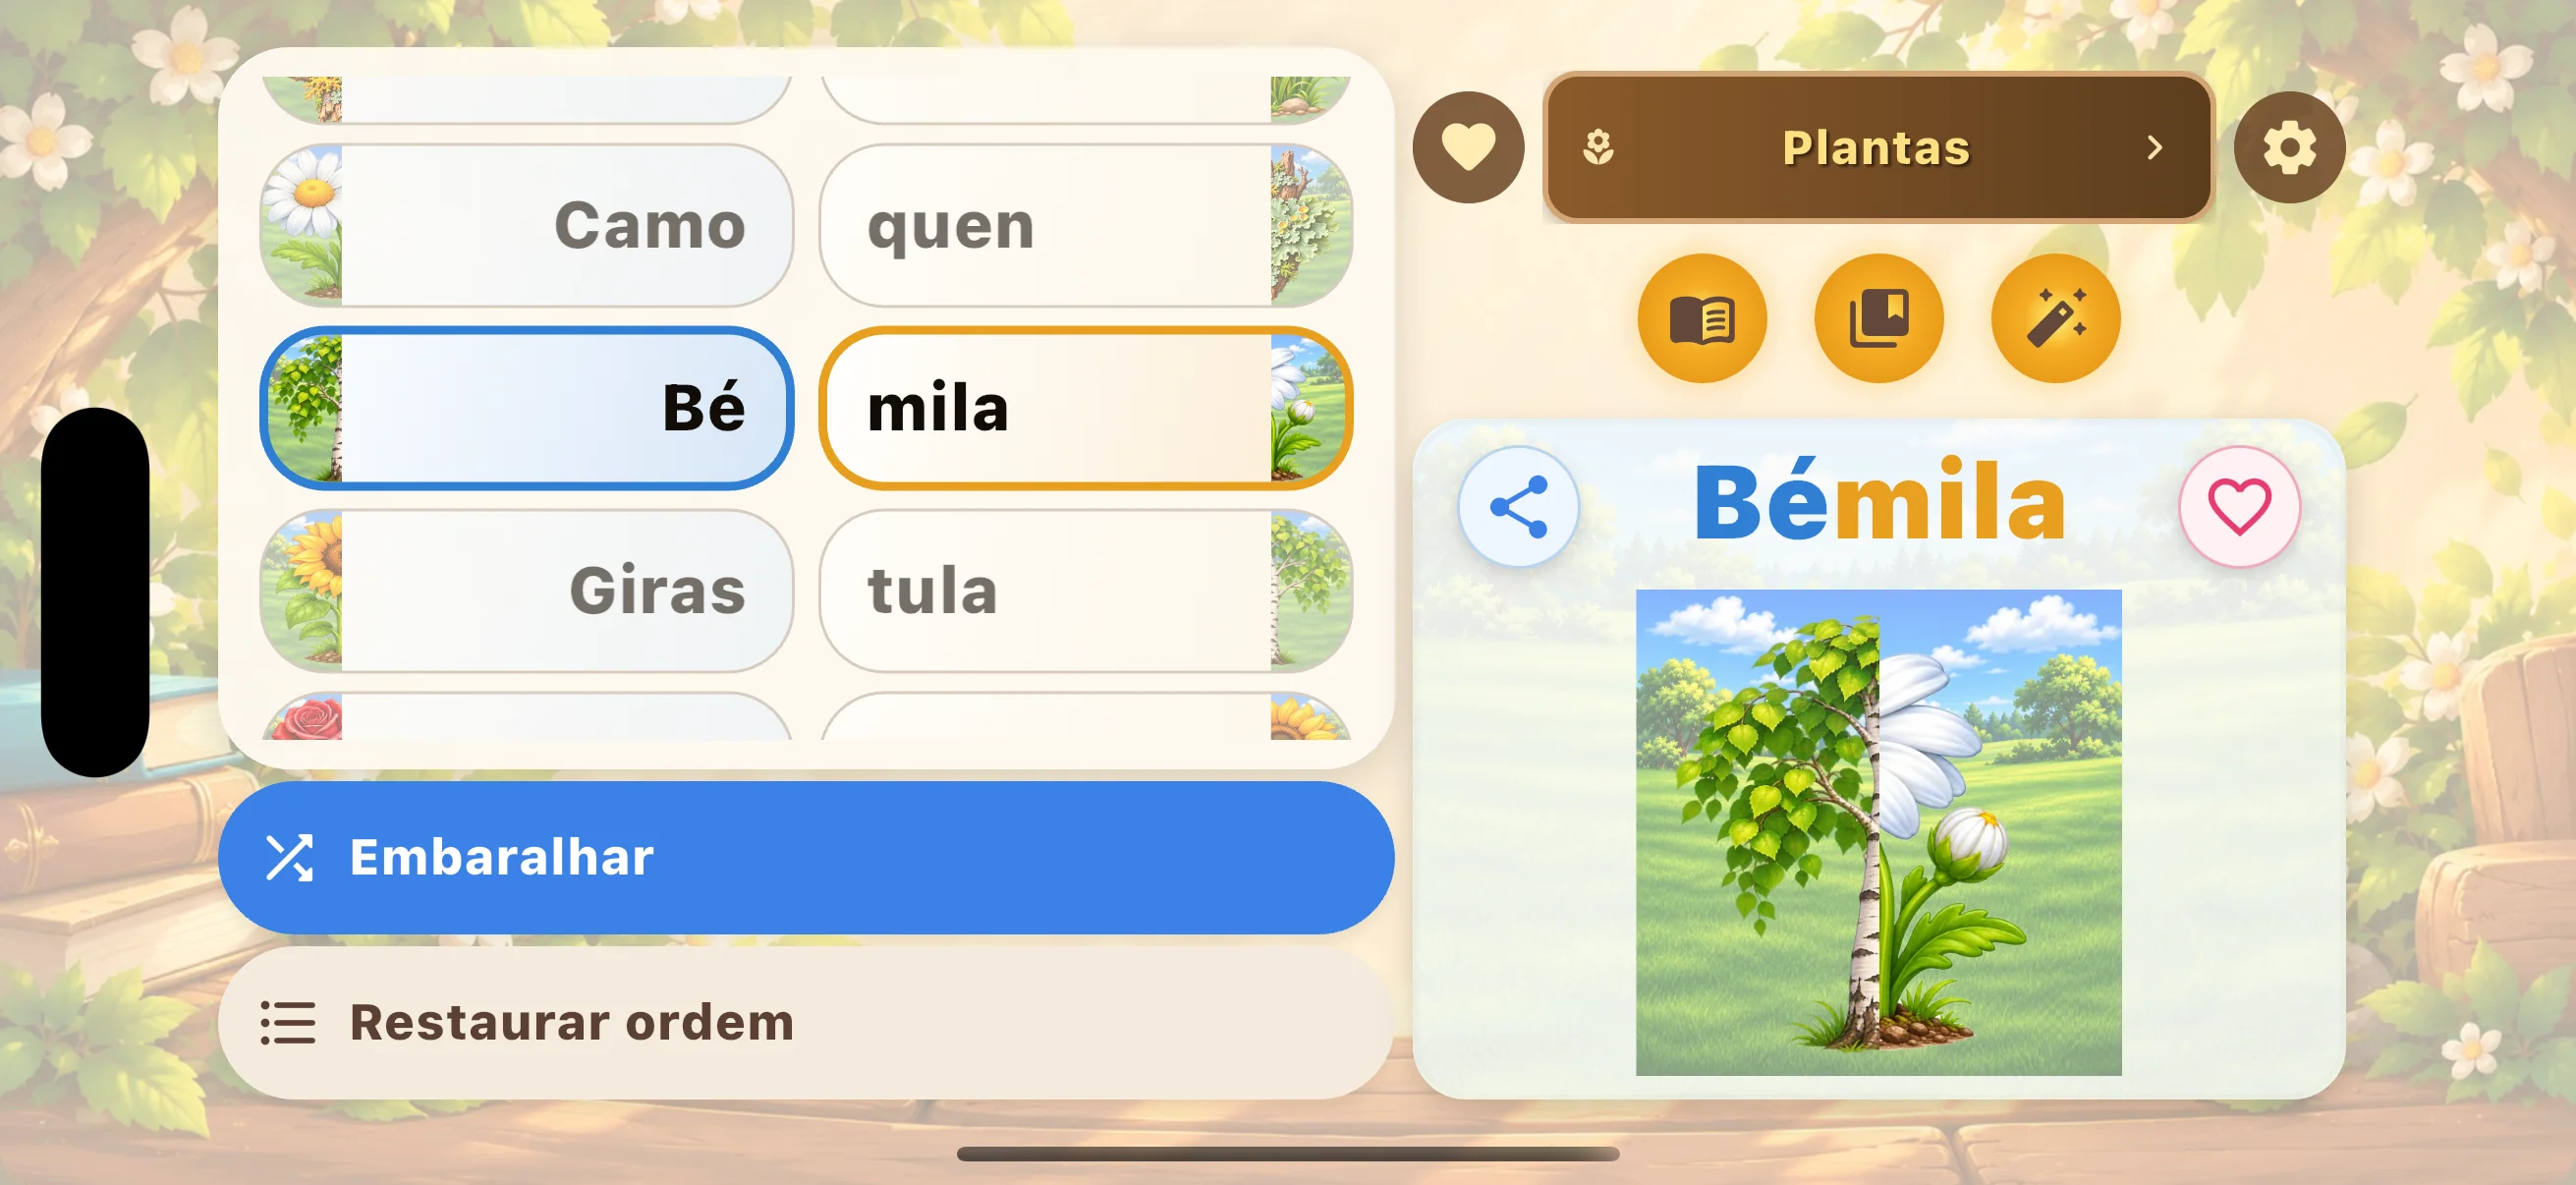 Camo
quen
Bé
mila
Giras
tula
Embaralhar
Restaurar ordem
Plantas
Bémila